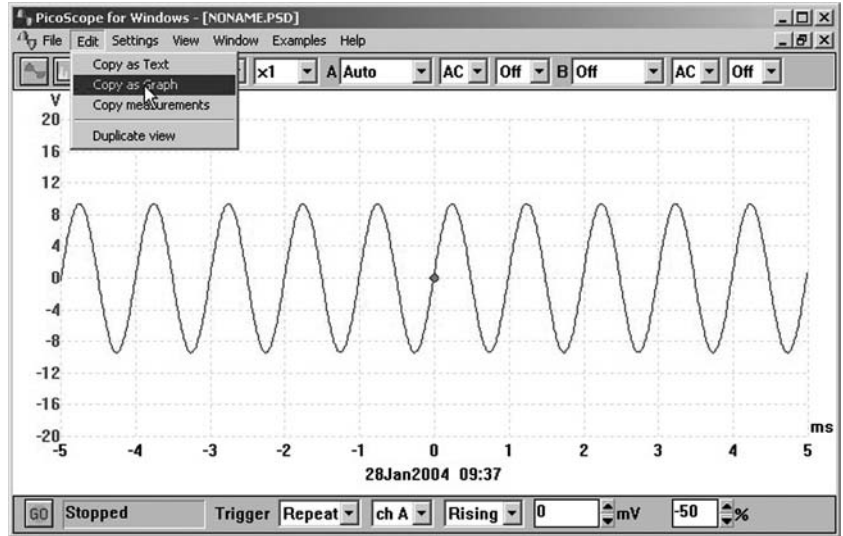 PicoScope for Windows - [NONAME.PSD]
File Edit Settings View Window Examples Help
Copy as Text
Copy as Graph
Copy measurements
Duplicate view
x1 A Auto AC Off B Off AC Off
V
20
16
12
8
4
0
-4
-8
-12
-16
-20
ms
-5 -4 -3 -2 -1 0 1 2 3 4 5
28Jan2004 09:37
GO Stopped Trigger Repeat ch A Rising 0 mV -50 %